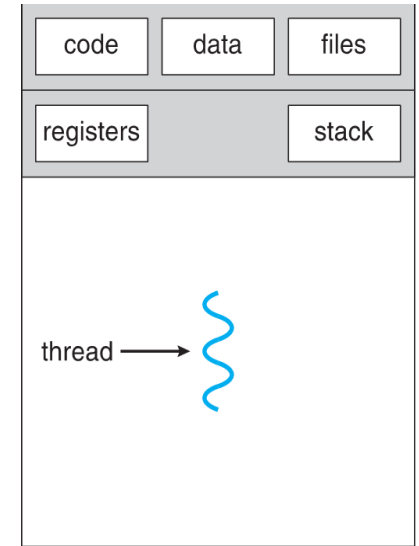 code data files
registers stack
thread